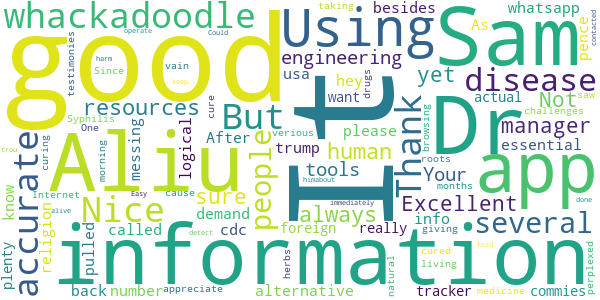 whackadoodle
good
Using
Sam
It
Dr
Aliu
app
information
accurate
Nice
But
people
Thank
disease
engineering
resources
several
Excellent
manager
human
tools
always
sure
Not
yet
Your
really
tracker
commies
alternative
foreign
number
called
demand
cdc
info
please
want
hey
trump
usa
besides
whatsapp
taking
As
pence
actual
essential
browsing
challenges
saw
contacted
drugs
verious
roots
months
giving
cured
told
living
medicine
natural
herbs
immediately
himabout
done
perplexed
appreciate
detect
keep
cause
pulled
back
plenty
know
religion
internet
Easy
alive
morning
messing
After
logical
curing
Syphilis
One
Since
vain
cure
Could
harm
operate
testimonies
trou